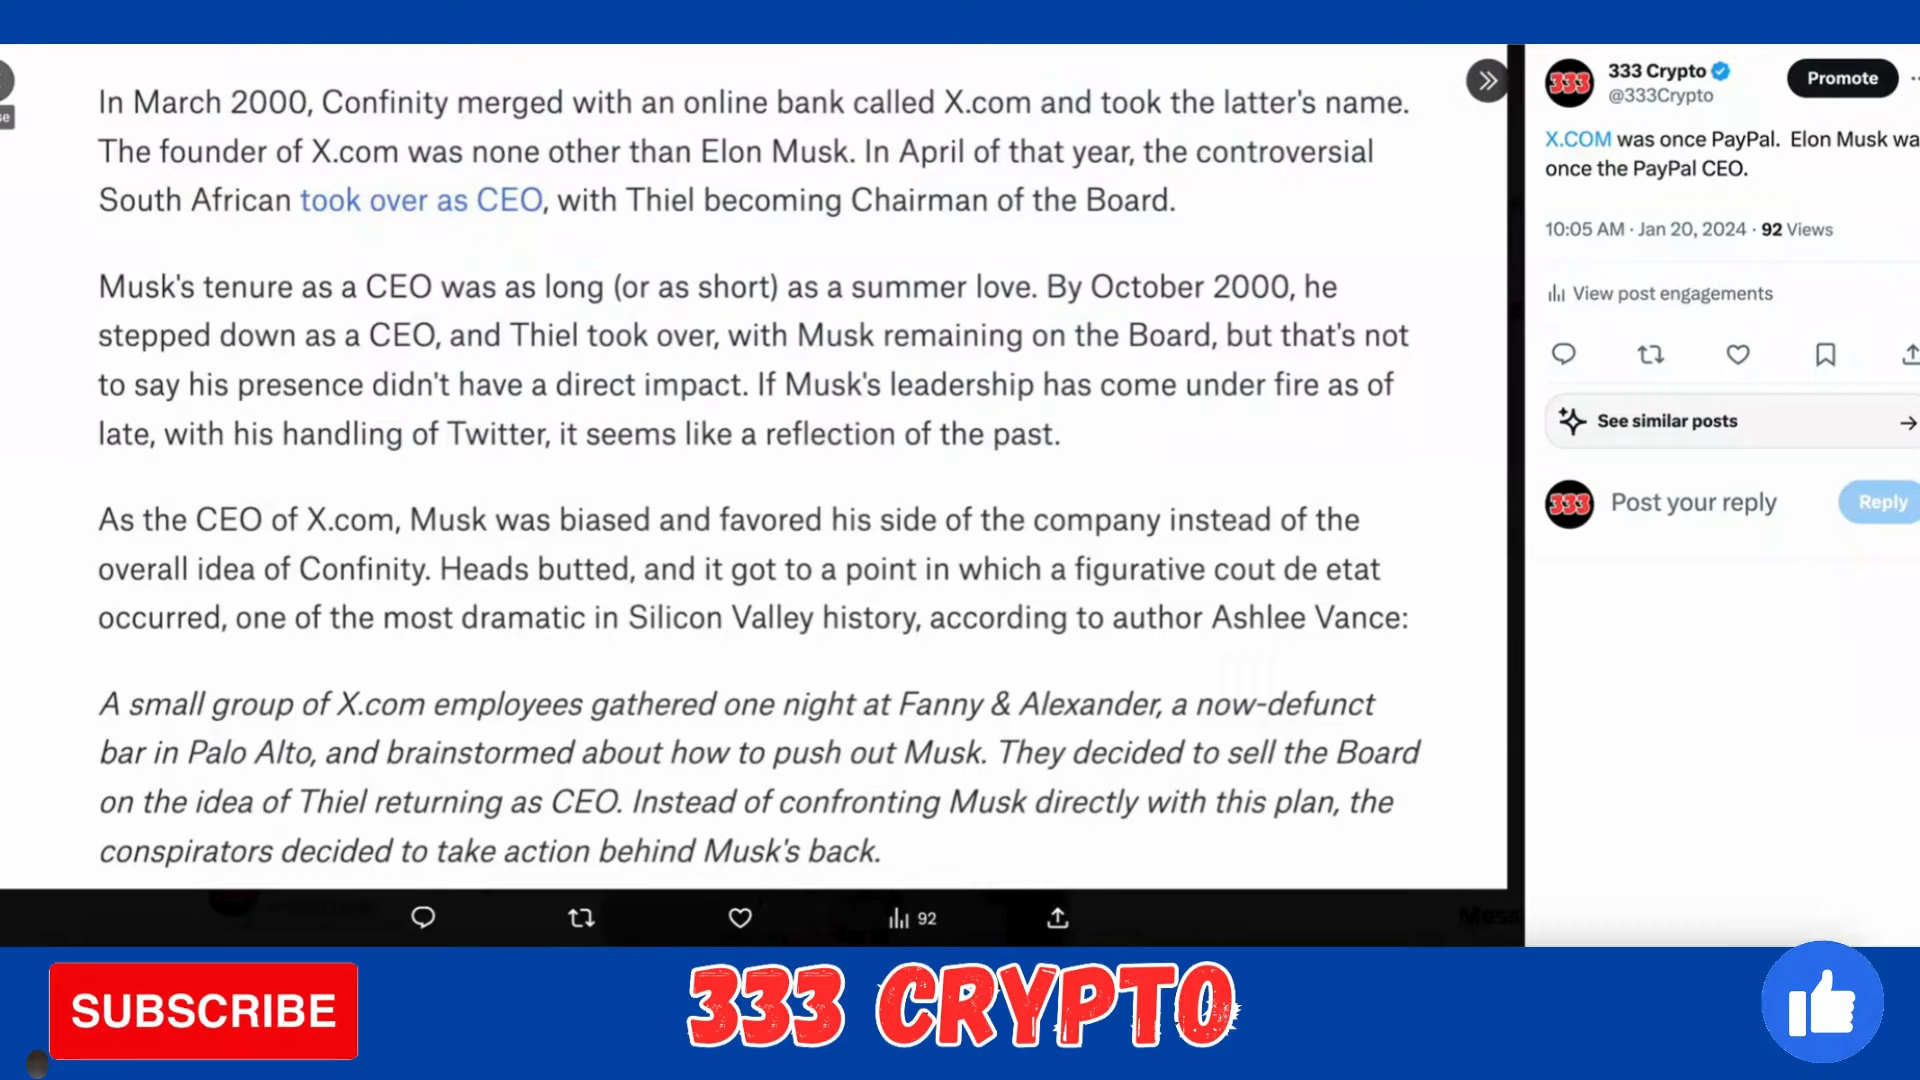 In March 2000, Confinity merged with an online bank called X.com and took the latter's name.
The founder of X.com was none other than Elon Musk. In April of that year, the controversial
South African took over as CEO, with Thiel becoming Chairman of the Board.
Musk's tenure as a CEO was as long (or as short) as a summer love. By October 2000, he
stepped down as a CEO, and Thiel took over, with Musk remaining on the Board, but that's not
to say his presence didn't have a direct impact. If Musk's leadership has come under fire as of
late, with his handling of Twitter, it seems like a reflection of the past.
As the CEO of X.com, Musk was biased and favored his side of the company instead of the
overall idea of Confinity. Heads butted, and it got to a point in which a figurative cout de etat
occurred, one of the most dramatic in Silicon Valley history, according to author Ashlee Vance:
A small group of X.com employees gathered one night at Fanny & Alexander, a now-defunct
bar in Palo Alto, and brainstormed about how to push out Musk. They decided to sell the Board
on the idea of Thiel returning as CEO. Instead of confronting Musk directly with this plan, the
conspirators decided to take action behind Musk's back.
92
333
333 Crypto
@333Crypto
Promote
X.COM was once PayPal. Elon Musk wa
once the PayPal CEO.
10:05 AM · Jan 20, 2024 · 92 Views
View post engagements
See similar posts
333
Post your reply
Reply
SUBSCRIBE
333 CRYPTO